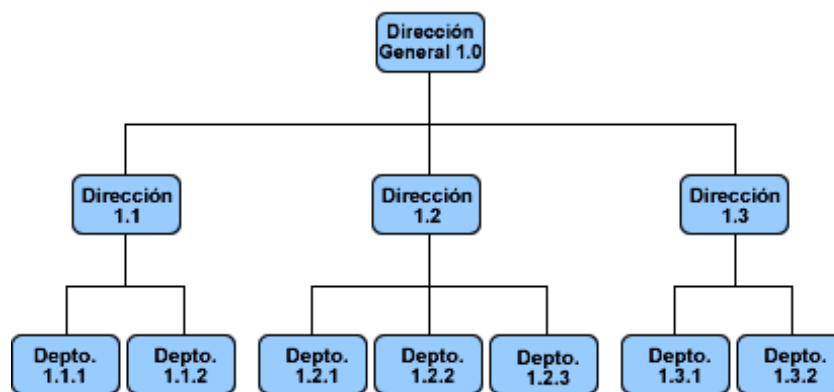 Dirección
General 1.0
Dirección
1.1
Dirección
1.2
Dirección
1.3
Depto.
1.1.1
Depto.
1.1.2
Depto.
1.2.1
Depto.
1.2.2
Depto.
1.2.3
Depto.
1.3.1
Depto.
1.3.2